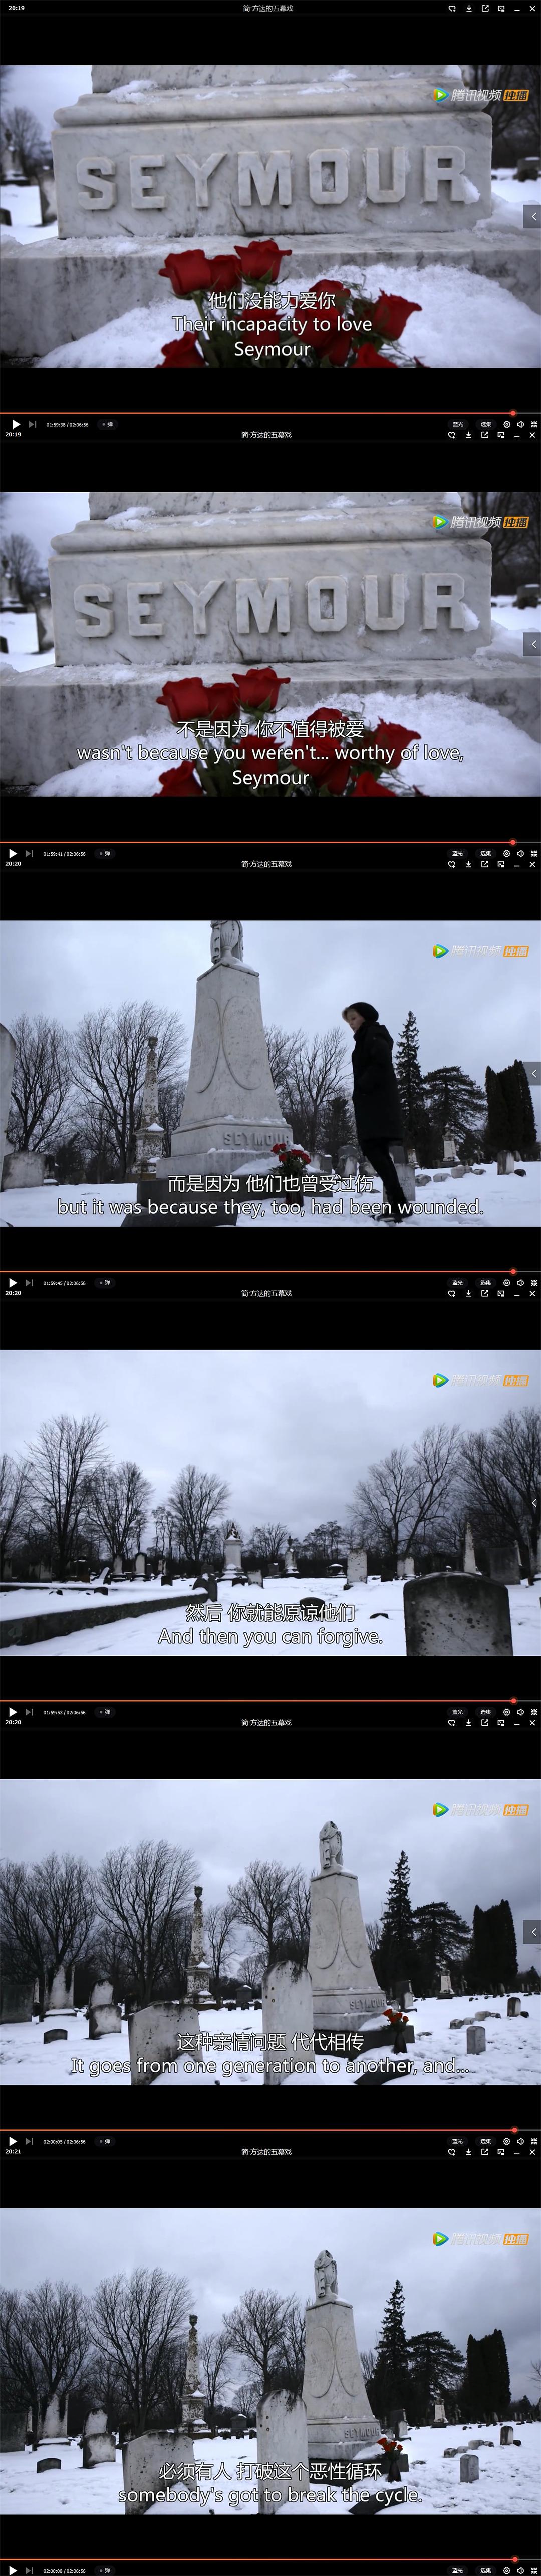 20:19
简·方达的五幕戏
腾讯视频 独播
SEYMOUR
他们没能力爱你
Their incapacity to love
Seymour
01:59:38 / 02:06:56
弹
蓝光
选集
20:19
简·方达的五幕戏
腾讯视频 独播
SEYMOUR
不是因为 你不值得被爱
wasn't because you weren't... worthy of love,
Seymour
01:59:41 / 02:06:56
弹
蓝光
选集
20:20
简·方达的五幕戏
腾讯视频 独播
SEYMOUR
而是因为 他们也曾受过伤
but it was because they, too, had been wounded.
01:59:45 / 02:06:56
弹
蓝光
选集
20:20
简·方达的五幕戏
腾讯视频 独播
然后 你就能原谅他们
And then you can forgive.
01:59:53 / 02:06:56
弹
蓝光
选集
20:20
简·方达的五幕戏
腾讯视频 独播
SEYMOUR
这种亲情问题 代代相传
It goes from one generation to another, and...
02:00:05 / 02:06:56
弹
蓝光
选集
20:21
简·方达的五幕戏
腾讯视频 独播
SEYMOUR
必须有人 打破这个恶性循环
somebody's got to break the cycle.
02:00:08 / 02:06:56
弹
蓝光
选集